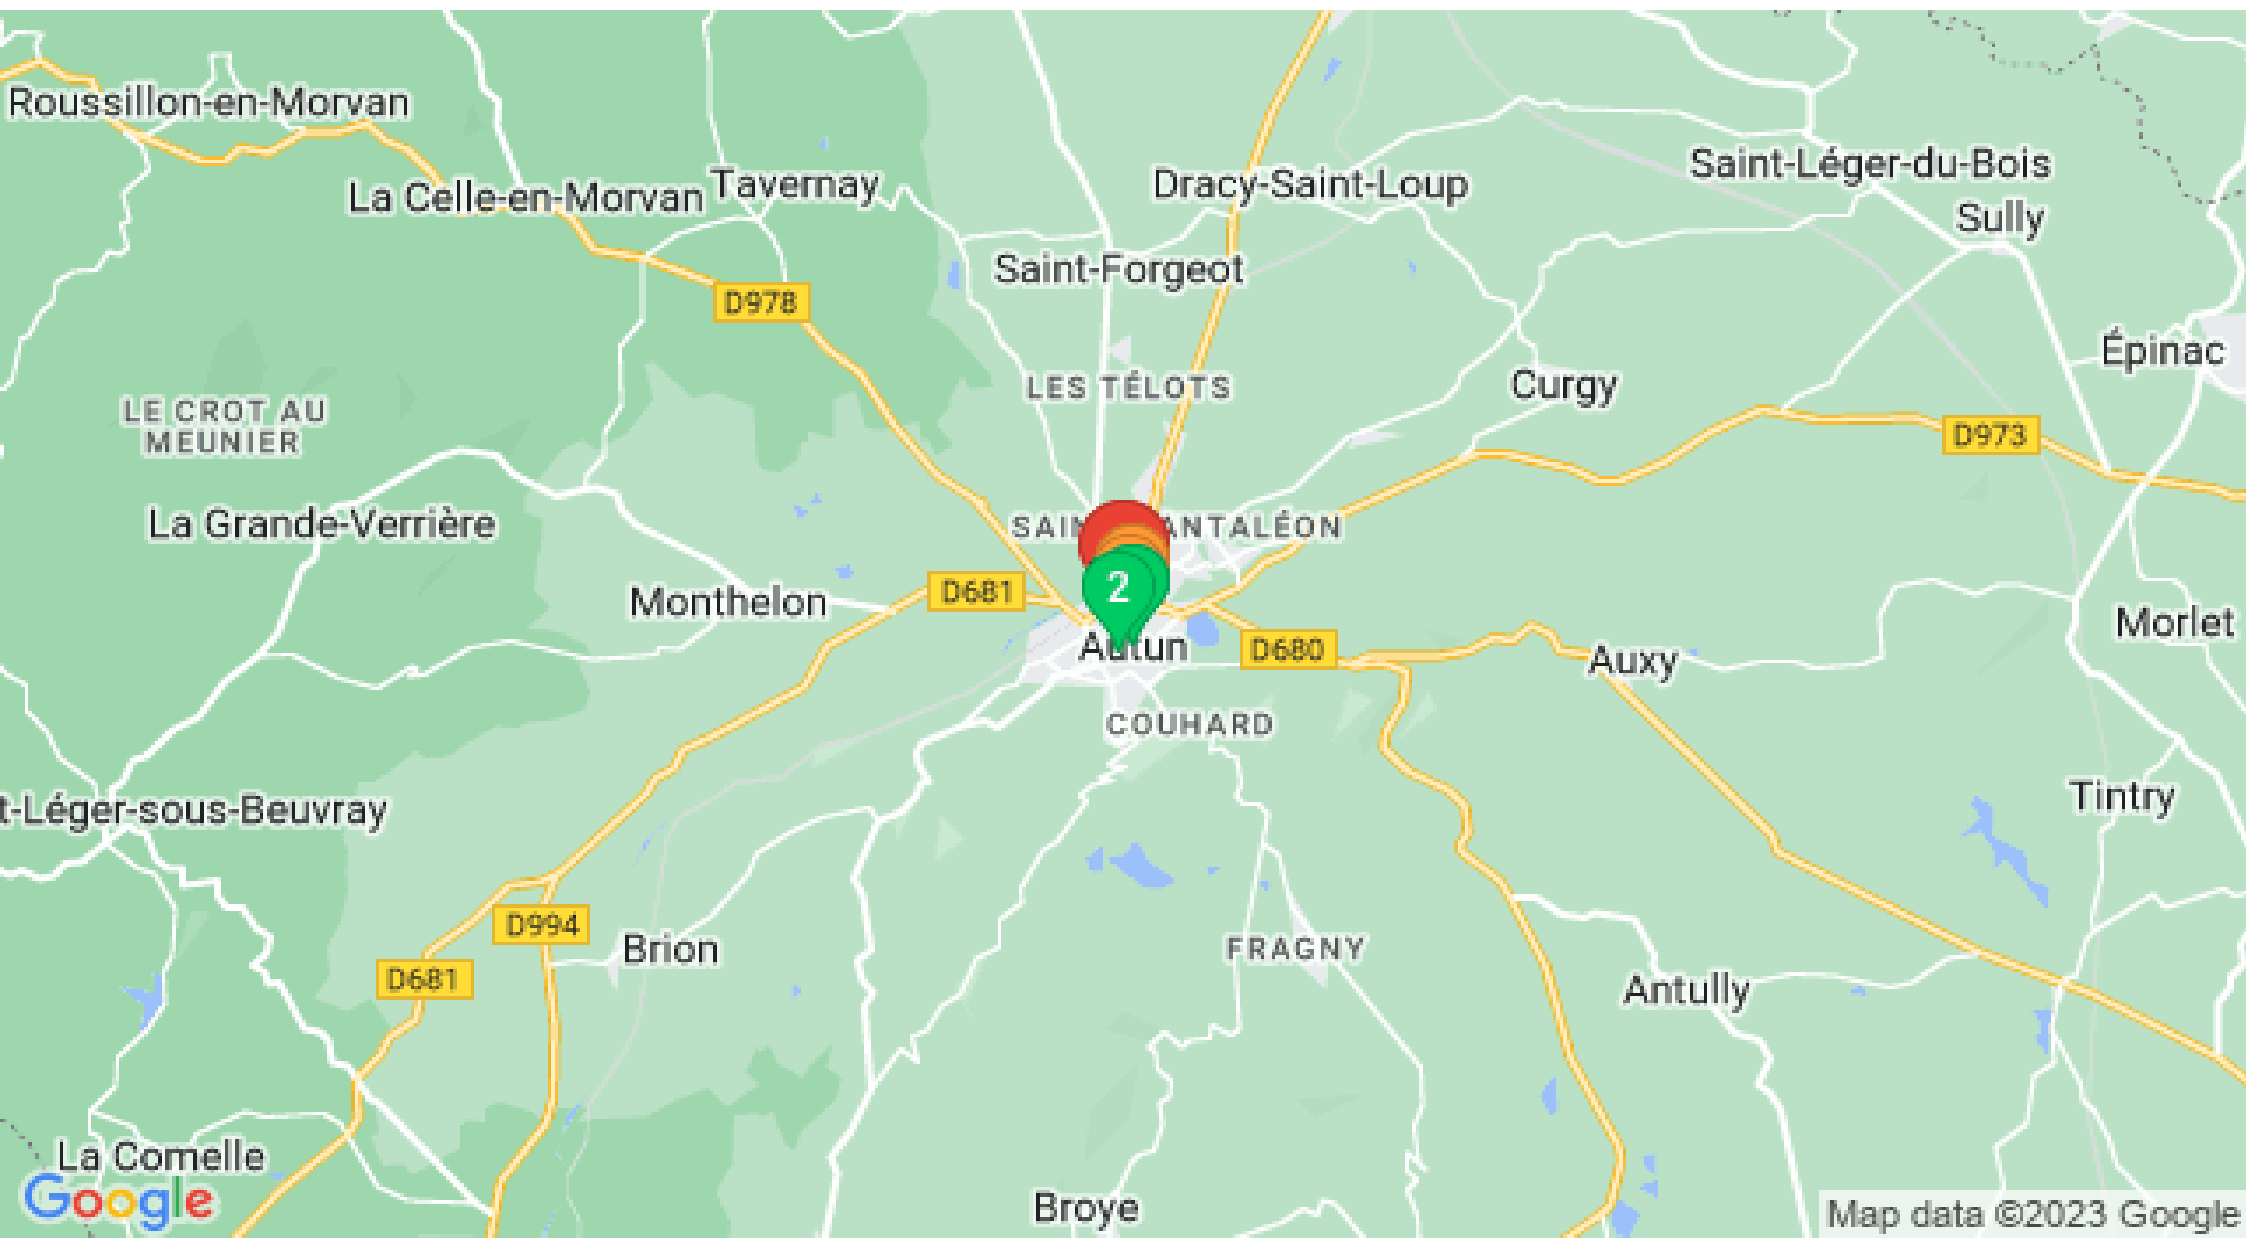 Roussillon-en-Morvan
La Celle-en-Morvan
Tavernay
Dracy-Saint-Loup
Saint-Léger-du-Bois
Sully
Saint-Forgeot
D978
Épinac
LES TÉLOTS
Curgy
LE CROT AU
MEUNIER
D973
La Grande-Verrière
SAIN ANTALÉON
D681
2
Monthelon
Morlet
Autun
D680
Auxy
COUHARD
t-Léger-sous-Beuvray
Tintry
D994
Brion
FRAGNY
D681
Antully
La Comelle
Google
Broye
Map data ©2023 Google